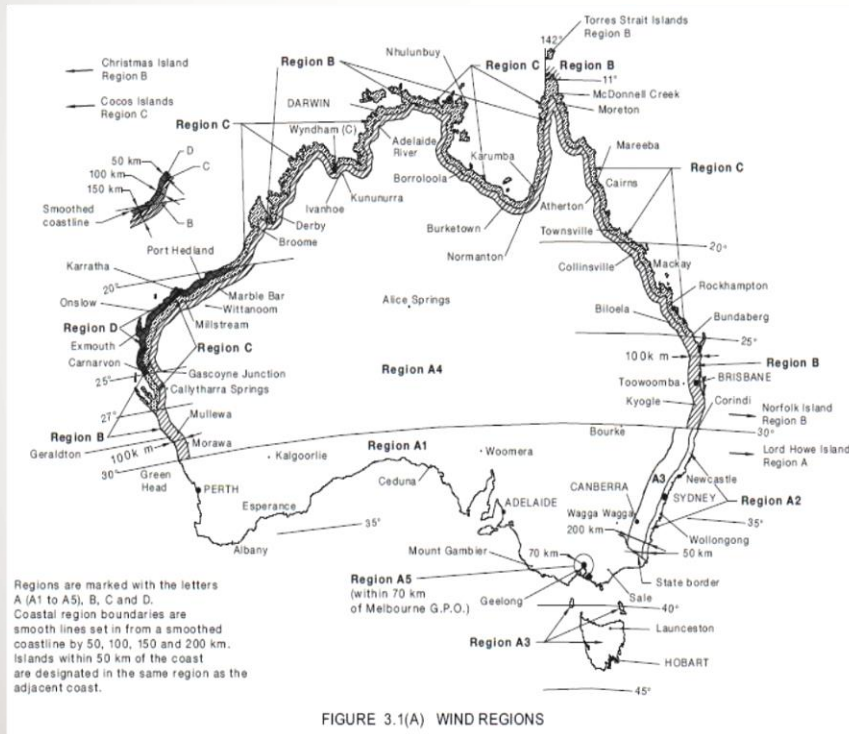 Torres Strait Islands
Region B
142°
Christmas Island
Region B
Cocos Islands
Region C
Nhulunbuy
Region B
Region C
Region B
11°
McDonnell Creek
Moreton
DARWIN
Region C
Wyndham (C)
Adelaide
River
Karumba
Mareeba
50 km
D
C
100 km
150 km
B
Smoothed
coastline
Borroloola
Region C
Cairns
Ivanhoe
Kununurra
Atherton
Derby
Burketown
Townsville
Broome
Port Hedland
Normanton
20°
Collinsville
Mackay
Karratha
20°
Rockhampton
Marble Bar
Wittanoom
Alice Springs
Onslow
Biloela
Millstream
Bundaberg
Region D
Exmouth
Region C
25°
100k m
Region B
Carnarvon
Gascoyne Junction
Region A4
25°
Callytharra Springs
Toowoomba
BRISBANE
Kyogle
Corindi
27°
Mullewa
Norfolk Island
Region B
Region B
Bourke
30°
Geraldton
100k m
Morawa
Region A1
Lord Howe Island
Region A
30°
Kalgoorlie
Woomera
Green
Head
Ceduna
A3
Newcastle
PERTH
CANBERRA
SYDNEY
Esperance
ADELAIDE
Region A2
Wagga Wagga
35°
35°
200 km
Wollongong
Albany
Mount Gambier
70 km
50 km
State border
Region A5
(within 70 km
of Melbourne G.P.O.)
Geelong
Sale
40°
Launceston
Region A3
HOBART
45°
Regions are marked with the letters
A (A1 to A5), B, C and D.
Coastal region boundaries are
smooth lines set in from a smoothed
coastline by 50, 100, 150 and 200 km.
Islands within 50 km of the coast
are designated in the same region as the
adjacent coast.
FIGURE 3.1(A) WIND REGIONS